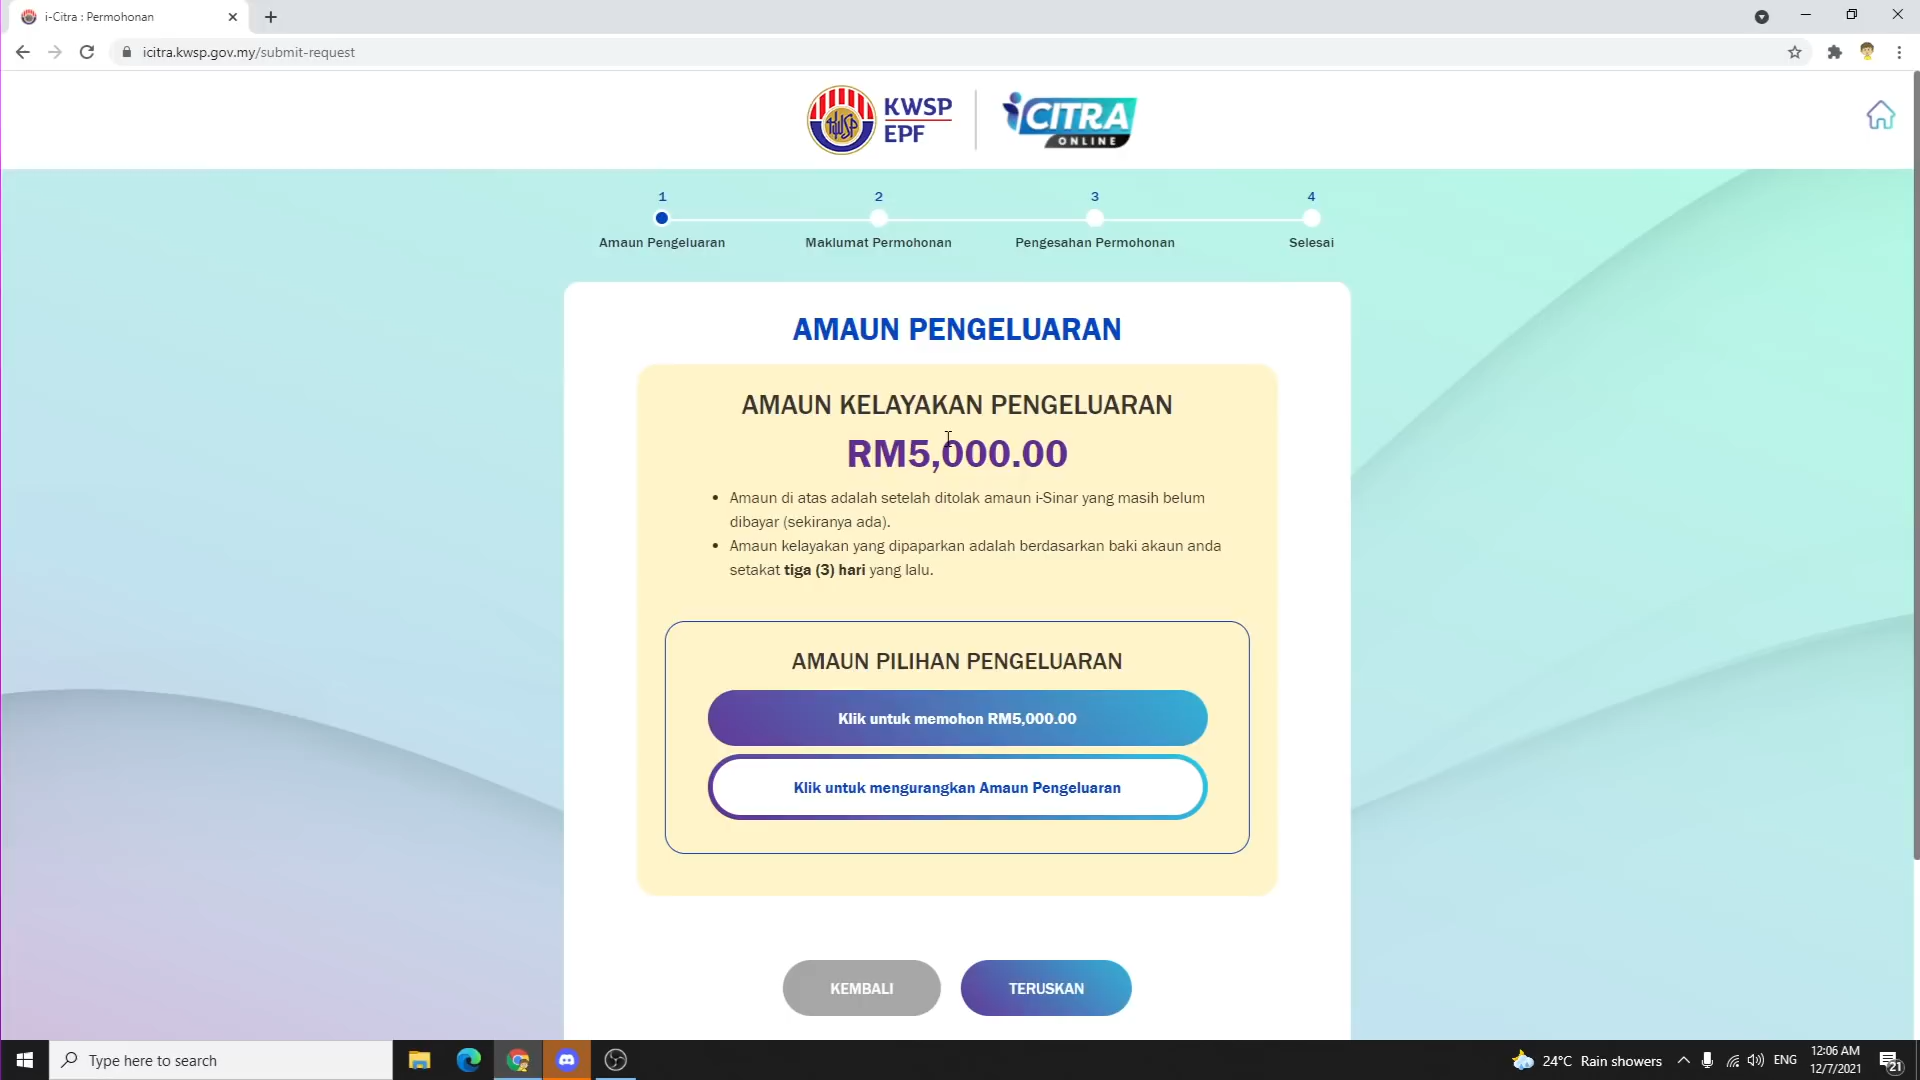 i-Citra : Permohonan
icitra.kwsp.gov.my/submit-request
KWSP
EPF
iCITRA
ONLINE
1
2
3
4
Amaun Pengeluaran
Maklumat Permohonan
Pengesahan Permohonan
Selesai
AMAUN PENGELUARAN
AMAUN KELAYAKAN PENGELUARAN
RM5,000.00
• Amaun di atas adalah setelah ditolak amaun i-Sinar yang masih belum
dibayar (sekiranya ada).
• Amaun kelayakan yang dipaparkan adalah berdasarkan baki akaun anda
setakat tiga (3) hari yang lalu.
AMAUN PILIHAN PENGELUARAN
Klik untuk memohon RM5,000.00
Klik untuk mengurangkan Amaun Pengeluaran
KEMBALI
TERUSKAN
Type here to search
24°C Rain showers
ENG
12:06 AM
12/7/2021
21